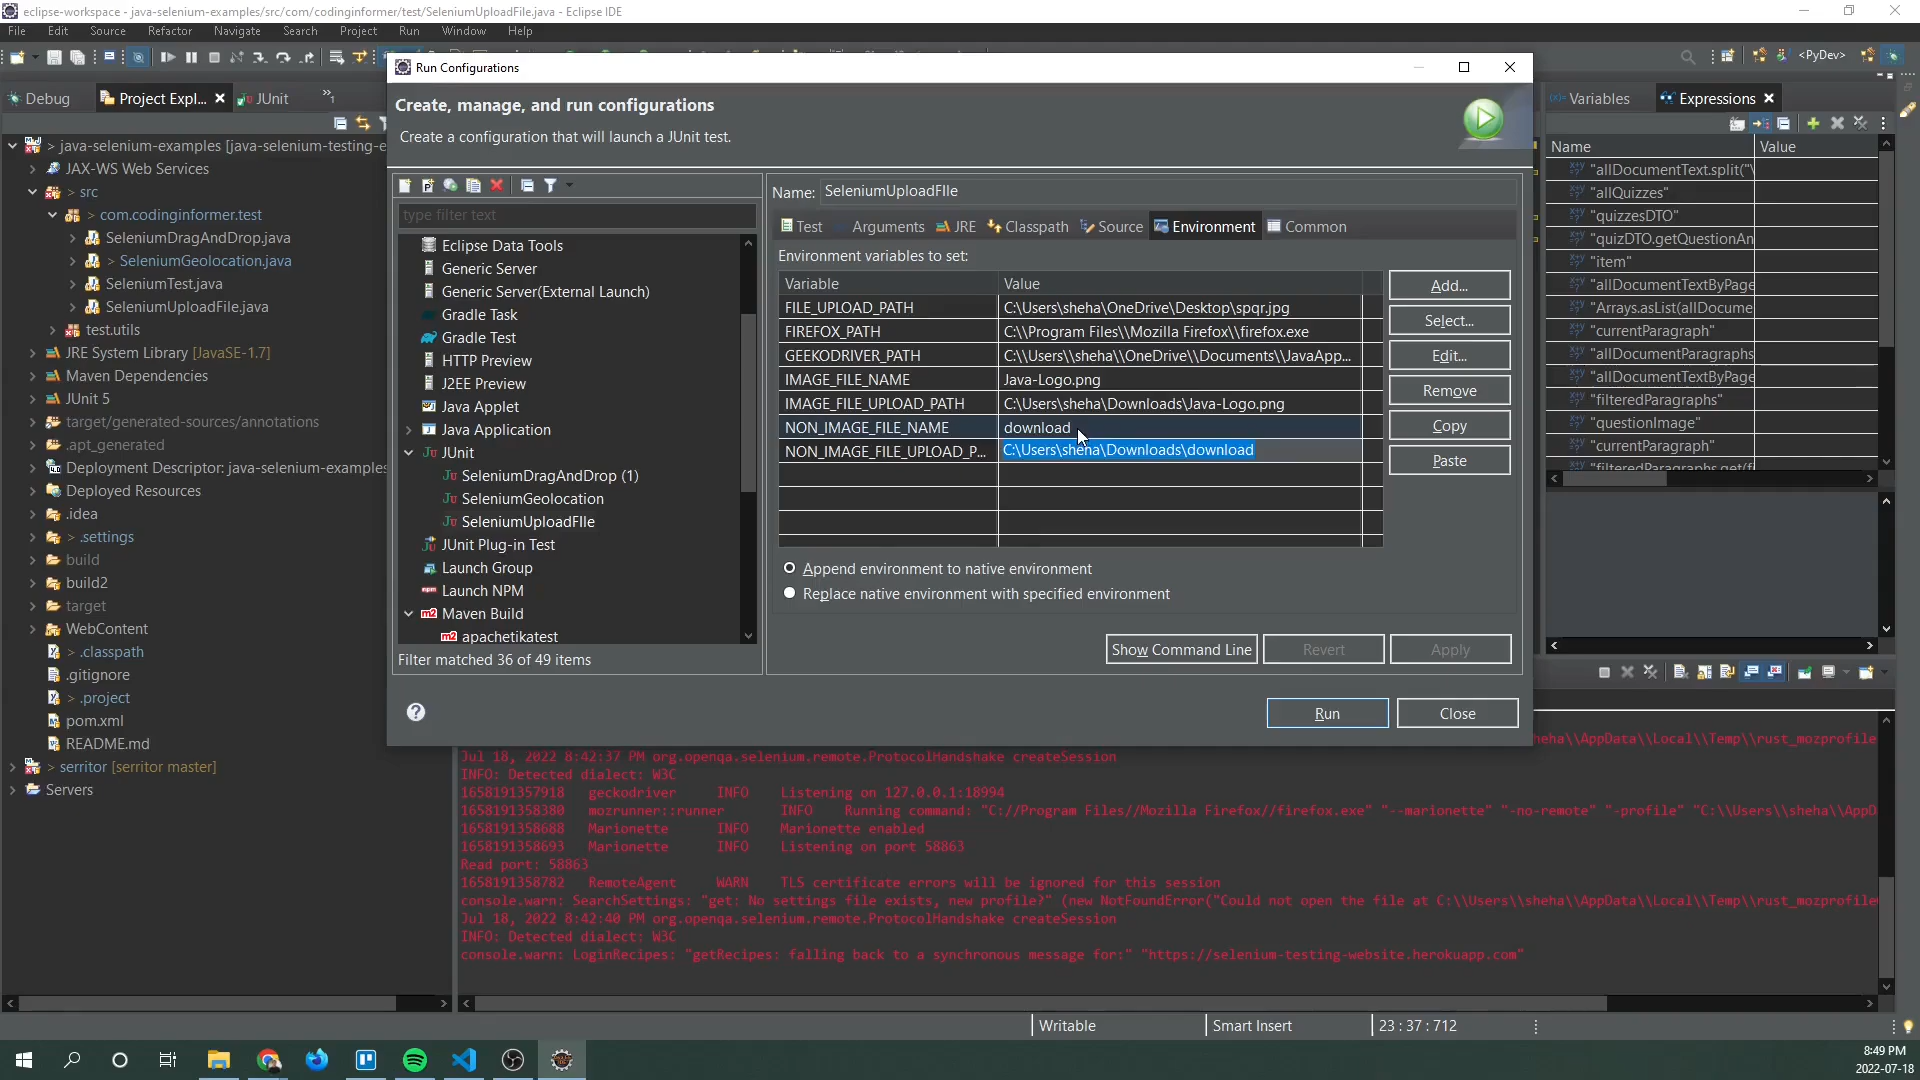 eclipse-workspace - java-selenium-examples/src/com/codinginformer/test/SeleniumUploadFile.java - Eclipse IDE
File Edit Source Refactor Navigate Search Project Run Window Help
<PyDev>
Debug Project Expl... JUnit
> java-selenium-examples [java-selenium-testing-e
JAX-WS Web Services
> src
> com.codinginformer.test
SeleniumDragAndDrop.java
> SeleniumGeolocation.java
SeleniumTest.java
SeleniumUploadFile.java
test.utils
JRE System Library [JavaSE-1.7]
Maven Dependencies
JUnit 5
target/generated-sources/annotations
.apt_generated
Deployment Descriptor: java-selenium-examples
Deployed Resources
.idea
> .settings
build
build2
target
WebContent
> .classpath
.gitignore
> .project
pom.xml
README.md
> serritor [serritor master]
Servers
Run Configurations
Create, manage, and run configurations
Create a configuration that will launch a JUnit test.
type filter text
Eclipse Data Tools
Generic Server
Generic Server(External Launch)
Gradle Task
Gradle Test
HTTP Preview
J2EE Preview
Java Applet
Java Application
JUnit
SeleniumDragAndDrop (1)
SeleniumGeolocation
SeleniumUploadFIle
JUnit Plug-in Test
Launch Group
Launch NPM
Maven Build
apachetikatest
Filter matched 36 of 49 items
Name: SeleniumUploadFIle
Test Arguments JRE Classpath Source Environment Common
Environment variables to set:
Variable Value
FILE_UPLOAD_PATH C:\Users\sheha\OneDrive\Desktop\spqr.jpg
FIREFOX_PATH C:\\Program Files\\Mozilla Firefox\\firefox.exe
GEEKODRIVER_PATH C:\\Users\\sheha\\OneDrive\\Documents\\JavaApp...
IMAGE_FILE_NAME Java-Logo.png
IMAGE_FILE_UPLOAD_PATH C:\Users\sheha\Downloads\Java-Logo.png
NON_IMAGE_FILE_NAME download
NON_IMAGE_FILE_UPLOAD_P... C:\Users\sheha\Downloads\download
Add...
Select...
Edit...
Remove
Copy
Paste
Append environment to native environment
Replace native environment with specified environment
Show Command Line Revert Apply
Run Close
Variables Expressions
Name Value
"allDocumentText.split("\
"allQuizzes"
"quizzesDTO"
"quizDTO.getQuestionAn
"item"
"allDocumentTextByPage
"Arrays.asList(allDocume
"currentParagraph"
"allDocumentParagraphs
"allDocumentTextByPage
"filteredParagraphs"
"questionImage"
"currentParagraph"
"filteredParagraphs.get(f
heha\\AppData\\Local\\Temp\\rust_mozprofile
Jul 18, 2022 8:42:37 PM org.openqa.selenium.remote.ProtocolHandshake createSession
INFO: Detected dialect: W3C
1658191357918 geckodriver INFO Listening on 127.0.0.1:18994
1658191358380 mozrunner::runner INFO Running command: "C://Program Files//Mozilla Firefox//firefox.exe" "--marionette" "-no-remote" "-profile" "C:\\Users\\sheha\\AppD
1658191358688 Marionette INFO Marionette enabled
1658191358693 Marionette INFO Listening on port 58863
Read port: 58863
1658191358782 RemoteAgent WARN TLS certificate errors will be ignored for this session
console.warn: SearchSettings: "get: No settings file exists, new profile?" (new NotFoundError("Could not open the file at C:\\Users\\sheha\\AppData\\Local\\Temp\\rust_mozprofile
Jul 18, 2022 8:42:40 PM org.openqa.selenium.remote.ProtocolHandshake createSession
INFO: Detected dialect: W3C
console.warn: LoginRecipes: "getRecipes: falling back to a synchronous message for:" "https://selenium-testing-website.herokuapp.com"
Writable Smart Insert 23 : 37 : 712
8:49 PM
2022-07-18